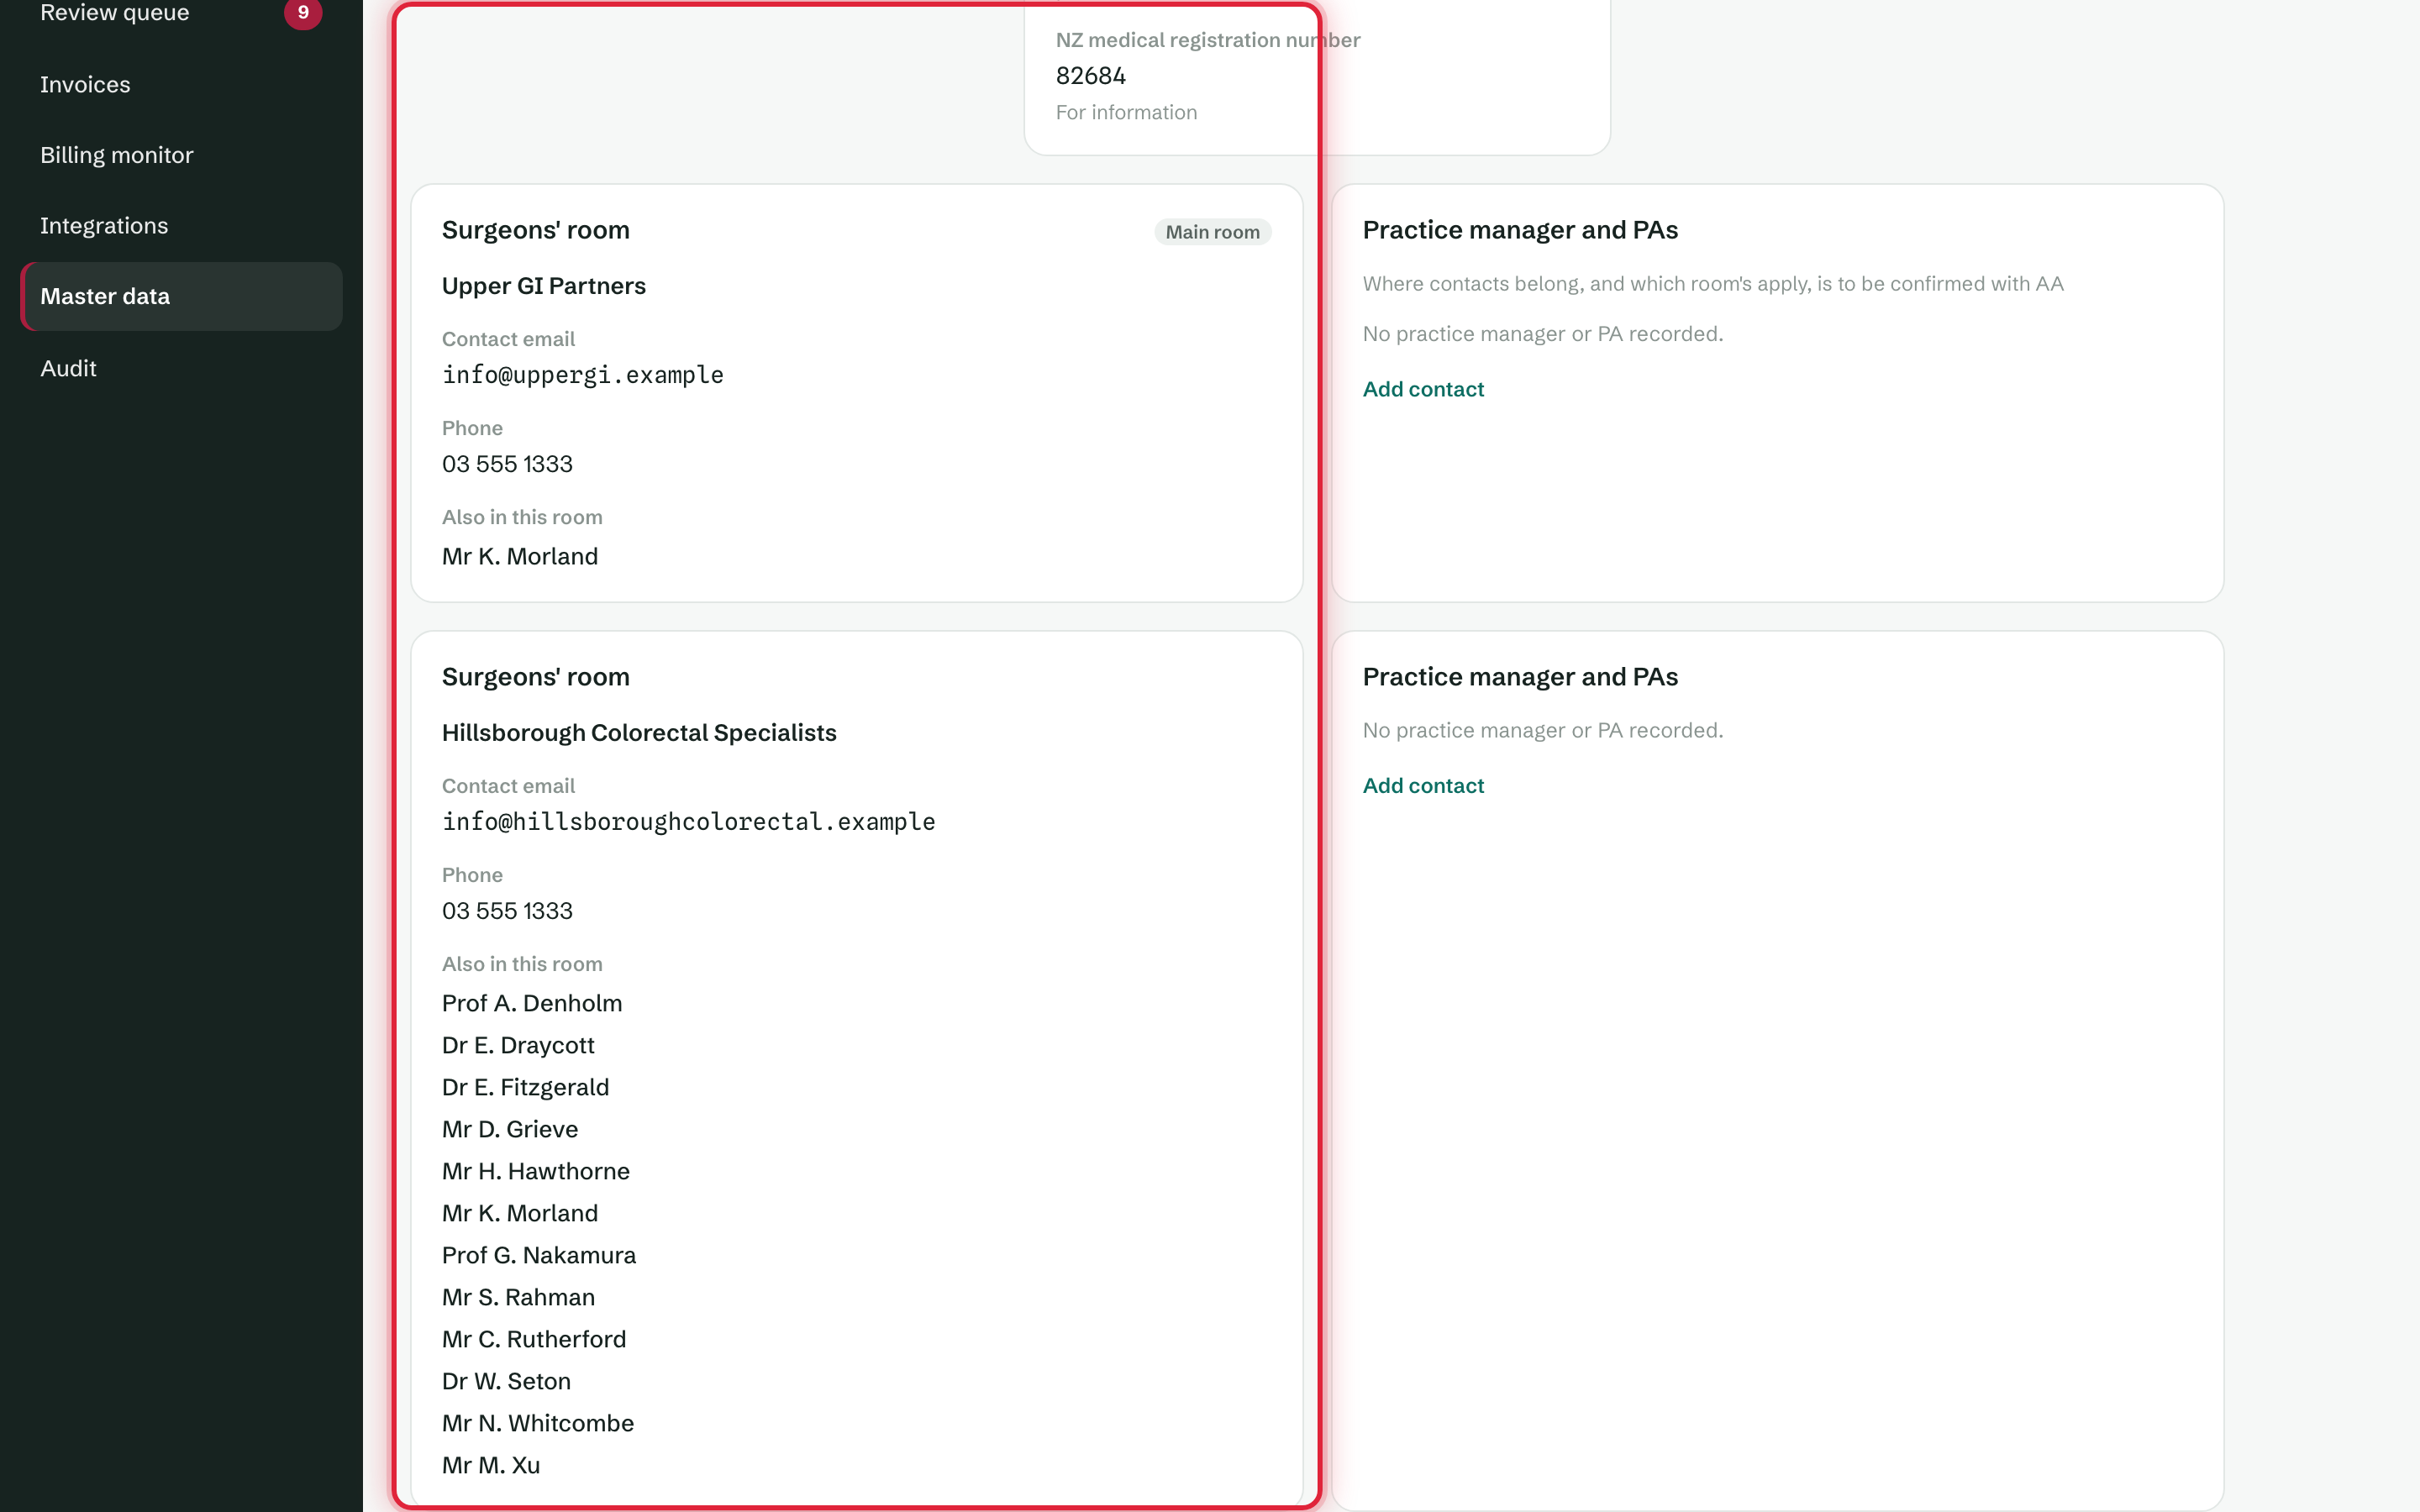 Review queue
9
Invoices
Billing monitor
Integrations
Master data
Audit
NZ medical registration number
82684
For information
Surgeons' room
Main room
Upper GI Partners
Contact email
info@uppergi.example
Phone
03 555 1333
Also in this room
Mr K. Morland
Practice manager and PAs
Where contacts belong, and which room's apply, is to be confirmed with AA
No practice manager or PA recorded.
Add contact
Surgeons' room
Hillsborough Colorectal Specialists
Contact email
info@hillsboroughcolorectal.example
Phone
03 555 1333
Also in this room
Prof A. Denholm
Dr E. Draycott
Dr E. Fitzgerald
Mr D. Grieve
Mr H. Hawthorne
Mr K. Morland
Prof G. Nakamura
Mr S. Rahman
Mr C. Rutherford
Dr W. Seton
Mr N. Whitcombe
Mr M. Xu
Practice manager and PAs
No practice manager or PA recorded.
Add contact